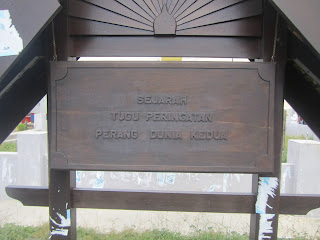 SEJARAH
TUGU PERINGATAN
PERANG DUNIA KEDUA